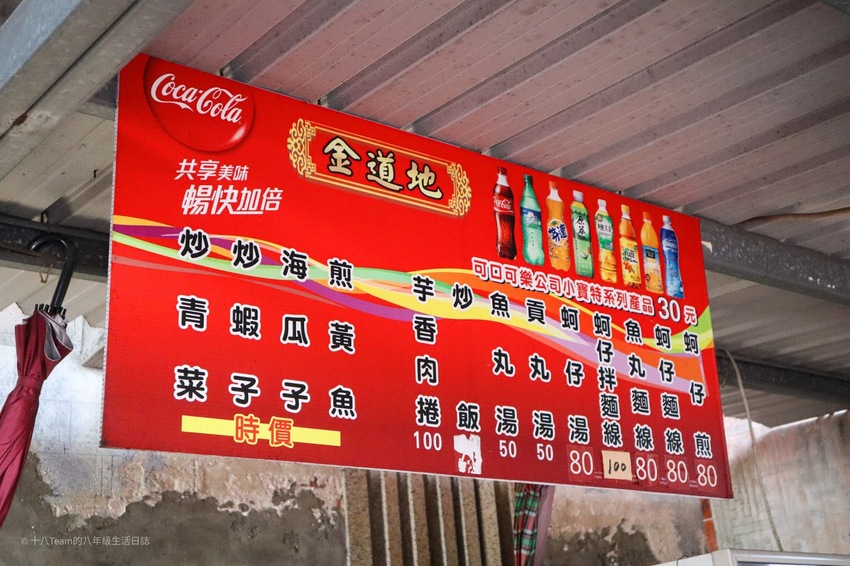 Coca-Cola
共享美味
暢快加倍
金道地
可口可樂公司小寶特系列產品30元
蚵仔煎
80
蚵仔麵線
80
魚丸麵線
80
蚵仔拌麵線
100
蚵仔湯
80
貢丸湯
50
魚丸湯
50
炒飯
芋香肉捲
100
煎黃魚
海瓜子
炒蝦子
炒青菜
時價
© 十八Team的八年級生活日誌